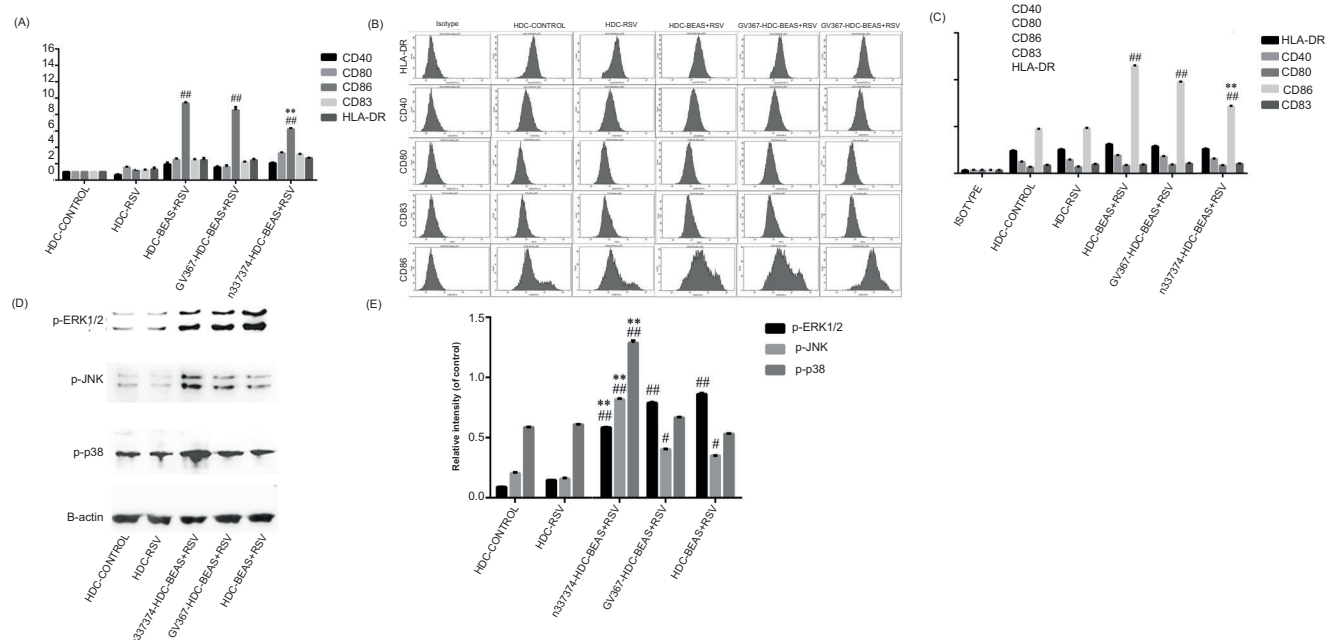 (A)
16
14
12
10
8
6
4
2
0
CD40
CD80
CD86
CD83
HLA-DR
##
##
**
##
HDC-CONTROL
HDC-RSV
HDC-BEAS+RSV
GV367-HDC-BEAS+RSV
n337374-HDC-BEAS+RSV
(B)
Isotype HDC-CONTROL HDC-RSV HDC-BEAS+RSV GV367-HDC-BEAS+RSV GV367-HDC-BEAS+RSV
HLA-DR
CD40
CD80
CD83
CD86
(C)
CD40
CD80
CD86
CD83
HLA-DR
HLA-DR
CD40
CD80
CD86
CD83
##
##
**
##
ISOTYPE
HDC-CONTROL
HDC-RSV
HDC-BEAS+RSV
GV367-HDC-BEAS+RSV
n337374-HDC-BEAS+RSV
(D)
p-ERK1/2
p-JNK
p-p38
B-actin
HDC-CONTROL
HDC-RSV
n337374-HDC-BEAS+RSV
GV367-HDC-BEAS+RSV
HDC-BEAS+RSV
(E)
Relative intensity (of control)
1.5
1.0
0.5
0.0
p-ERK1/2
p-JNK
p-p38
**
##
**
##
**
##
##
#
##
#
HDC-CONTROL
HDC-RSV
n337374-HDC-BEAS+RSV
GV367-HDC-BEAS+RSV
HDC-BEAS+RSV